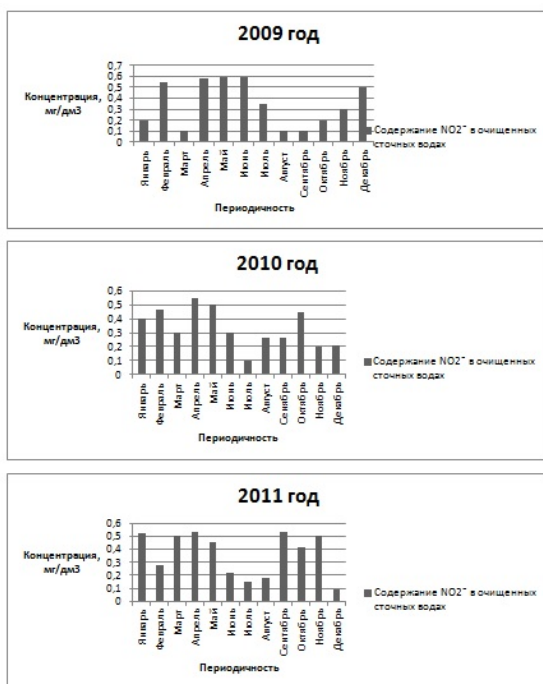 2009 год
Концентрация,
мг/дм3
0,7
0,6
0,5
0,4
0,3
0,2
0,1
0
Январь
Февраль
Март
Апрель
Май
Июнь
Июль
Август
Сентябрь
Октябрь
Ноябрь
Декабрь
Периодичность
Содержание NO2⁻ в очищенных
сточных водах
2010 год
Концентрация,
мг/дм3
0,6
0,5
0,4
0,3
0,2
0,1
0
Январь
Февраль
Март
Апрель
Май
Июнь
Июль
Август
Сенябрь
Октябрь
Ноябрь
Декабрь
Периодичность
Содержание NO2⁻ в очищенных
сточных водах
2011 год
Концентрация,
мг/дм3
0,6
0,5
0,4
0,3
0,2
0,1
0
Январь
Февраль
Март
Апрель
Май
Июнь
Июль
Август
Сентябрь
Октябрь
Ноябрь
Декабрь
Периодичность
Содержание NO2⁻ в очищенных
сточных водах